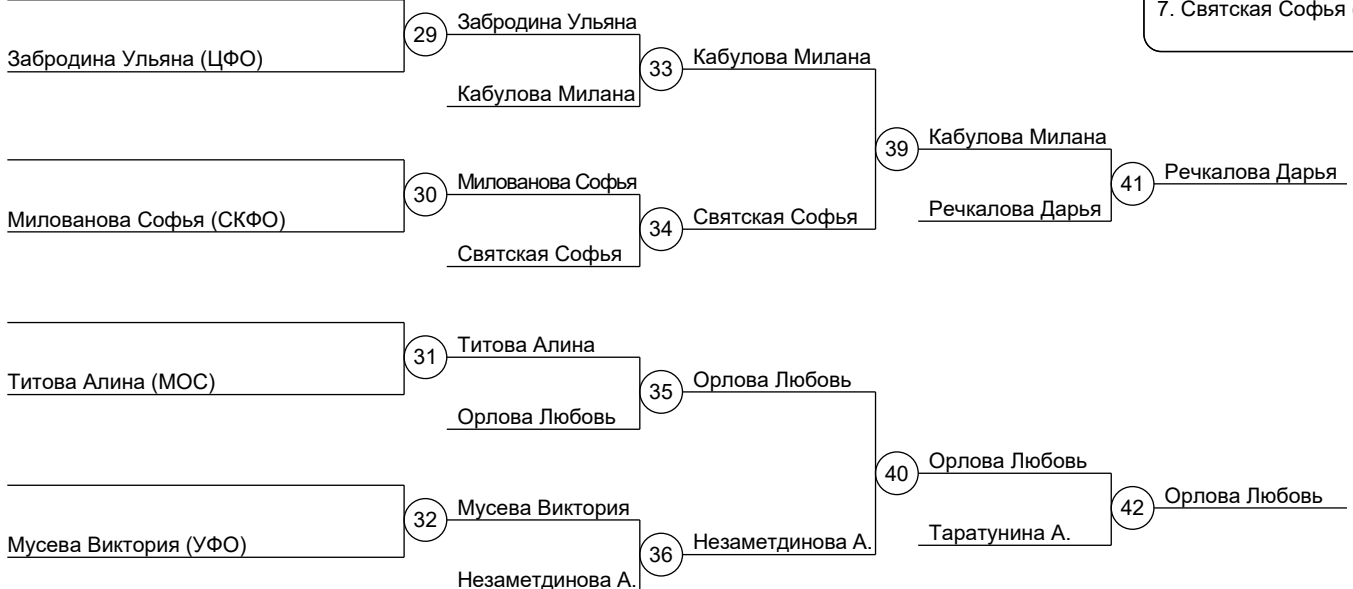 7. Святская Софья
29
Забродина Ульяна
Забродина Ульяна (ЦФО)
33
Кабулова Милана
Кабулова Милана
39
Кабулова Милана
41
Речкалова Дарья
30
Милованова Софья
Милованова Софья (СКФО)
34
Святская Софья
Речкалова Дарья
Святская Софья
31
Титова Алина
Титова Алина (МОС)
35
Орлова Любовь
Орлова Любовь
40
Орлова Любовь
42
Орлова Любовь
32
Мусева Виктория
Мусева Виктория (УФО)
36
Незаметдинова А.
Таратунина А.
Незаметдинова А.